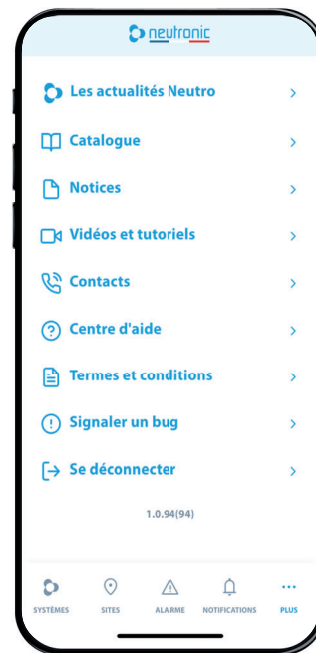 neutronic
Les actualités Neutro
Catalogue
Notices
Vidéos et tutoriels
Contacts
Centre d'aide
Termes et conditions
Signaler un bug
Se déconnecter
1.0.94(94)
SYSTÈMES SITES ALARME NOTIFICATIONS PLUS